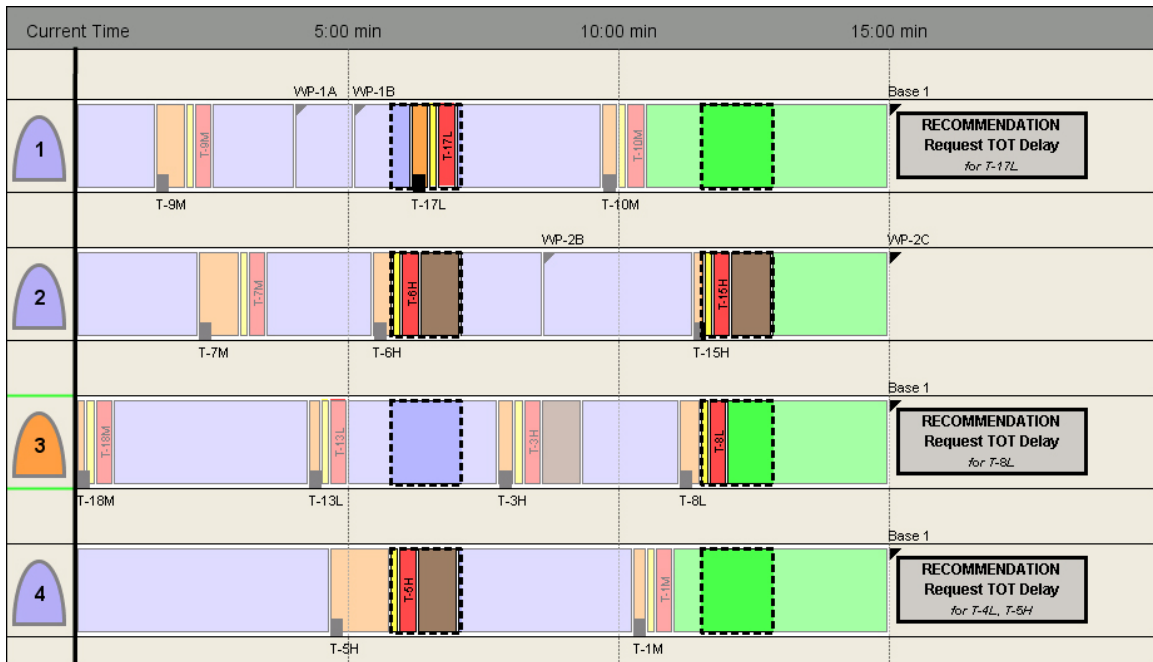 Current Time 5:00 min 10:00 min 15:00 min
WP-1A WP-1B Base 1
1 T-9M T-17L T-10M RECOMMENDATION
Request TOT Delay
for T-17L
T-9M T-17L T-10M
WP-2B WP-2C
2 T-7M T-6H T-15H
T-7M T-6H T-15H
Base 1
3 T-18M T-13L T-3H T-8L RECOMMENDATION
Request TOT Delay
for T-8L
T-18M T-13L T-3H T-8L
Base 1
4 T-5H T-1M RECOMMENDATION
Request TOT Delay
for T-4L, T-5H
T-5H T-1M